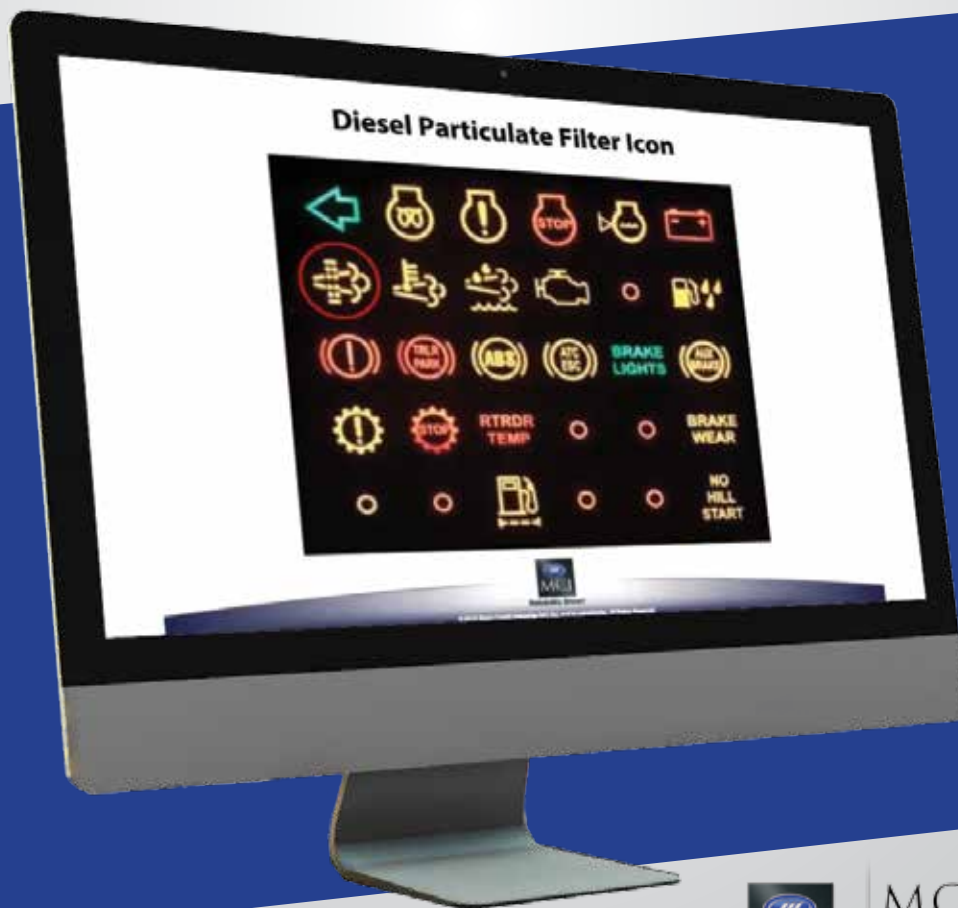 Diesel Particulate Filter Icon
!
STOP
- +
!
TRLR
PARK
ABS
ATC
ESC
BRAKE
LIGHTS
AUX
BRAKE
!
STOP
RTRDR
TEMP
BRAKE
WEAR
NO
HILL
START
MCI
MC